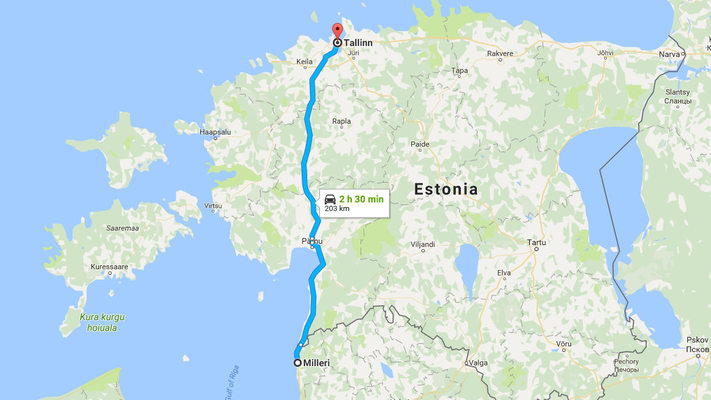 Tallinn
Keila
Jüri
Rakvere
Jõhvi
Narva
Tapa
Slantsy
Сланцы
Haapsalu
Rapla
Paide
Estonia
2 h 30 min
203 km
Virtsu
Saaremaa
Pärnu
Viljandi
Tartu
Kuressaare
Elva
Kura kurgu
hoiuala
Võru
Pskov
Псков
Milleri
Valga
Pechory
Печоры
Gulf of Riga